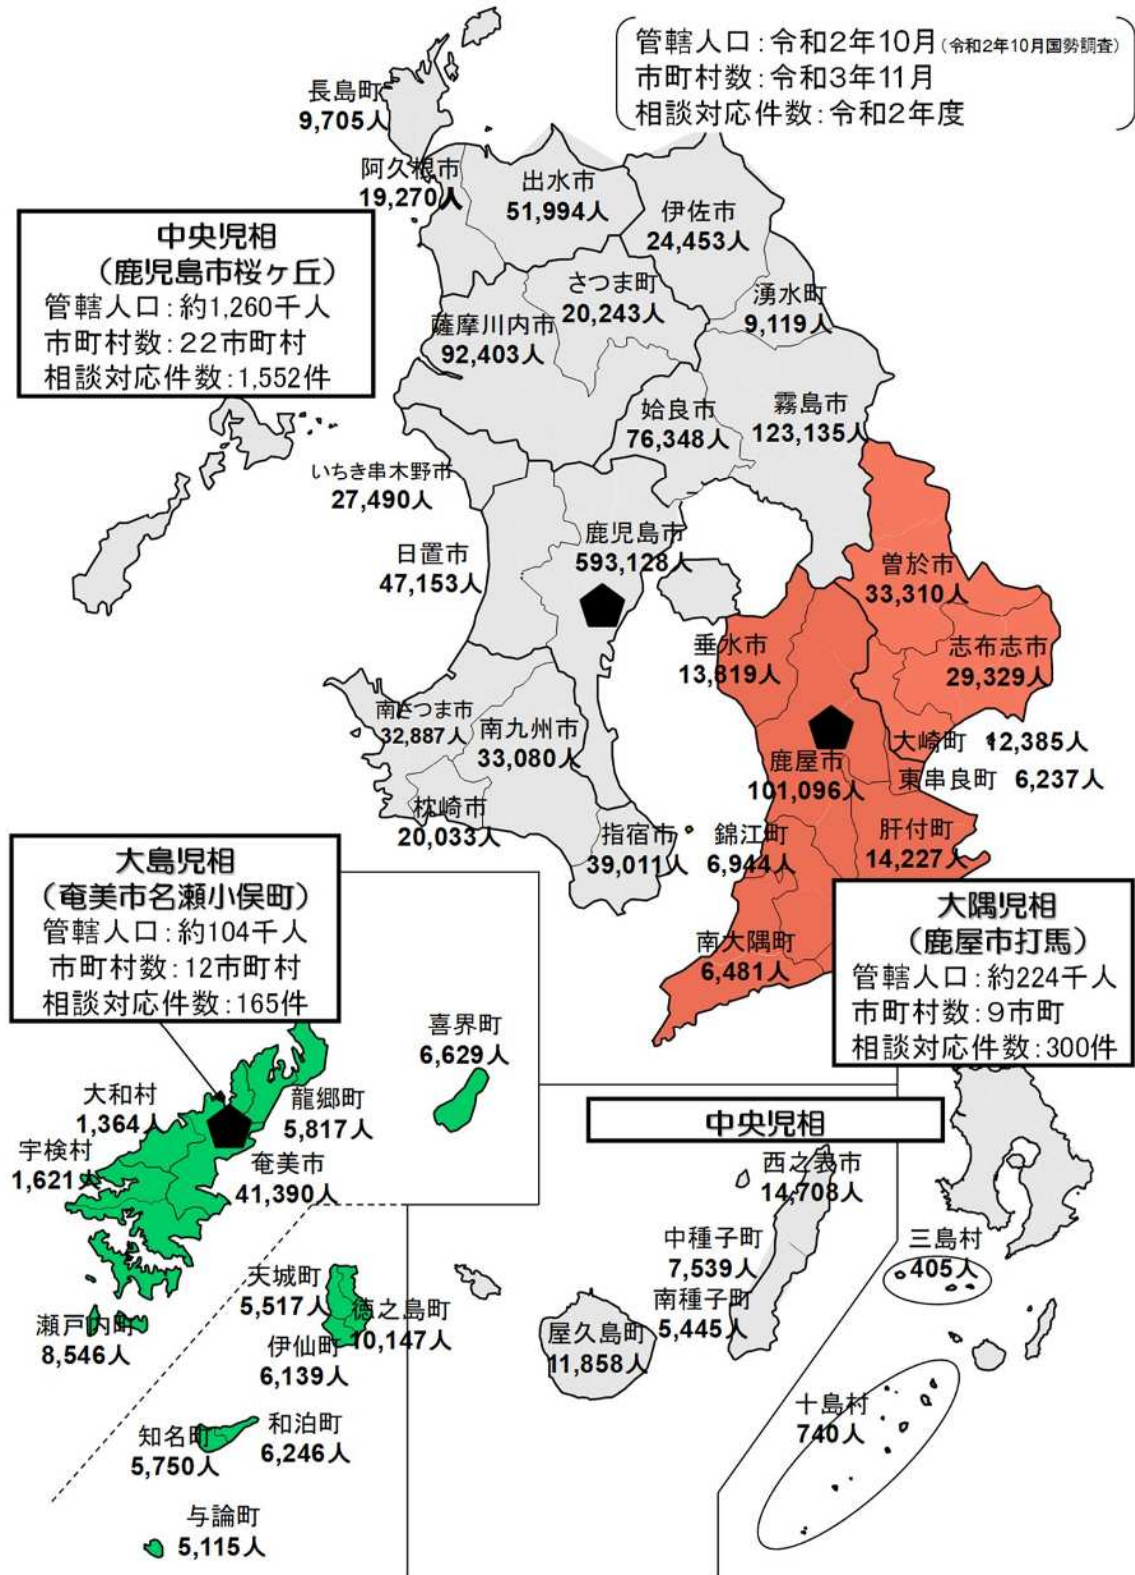 管轄人口:令和2年10月(令和2年10月国勢調査)
市町村数:令和3年11月
相談対応件数:令和2年度
長島町
9,705人
阿久根市
19,270人
出水市
51,994人
伊佐市
24,453人
中央児相
(鹿児島市桜ヶ丘)
管轄人口:約1,260千人
市町村数:22市町村
相談対応件数:1,552件
さつま町
20,243人
湧水町
9,119人
薩摩川内市
92,403人
姶良市
76,348人
霧島市
123,135人
いちき串木野市
27,490人
鹿児島市
593,128人
日置市
47,153人
曽於市
33,310人
垂水市
13,819人
志布志市
29,329人
南さつま市
32,887人
南九州市
33,080人
大崎町 12,385人
鹿屋市
101,096人
東串良町 6,237人
枕崎市
20,033人
指宿市
39,011人
錦江町
6,944人
肝付町
14,227人
大島児相
(奄美市名瀬小俣町)
管轄人口:約104千人
市町村数:12市町村
相談対応件数:165件
南大隅町
6,481人
大隅児相
(鹿屋市打馬)
管轄人口:約224千人
市町村数:9市町
相談対応件数:300件
喜界町
6,629人
大和村
1,364人
龍郷町
5,817人
宇検村
1,621人
奄美市
41,390人
中央児相
西之表市
14,708人
中種子町
7,539人
南種子町
5,445人
三島村
405人
天城町
5,517人
徳之島町
10,147人
瀬戸内町
8,546人
伊仙町
6,139人
屋久島町
11,858人
十島村
740人
知名町
5,750人
和泊町
6,246人
与論町
5,115人